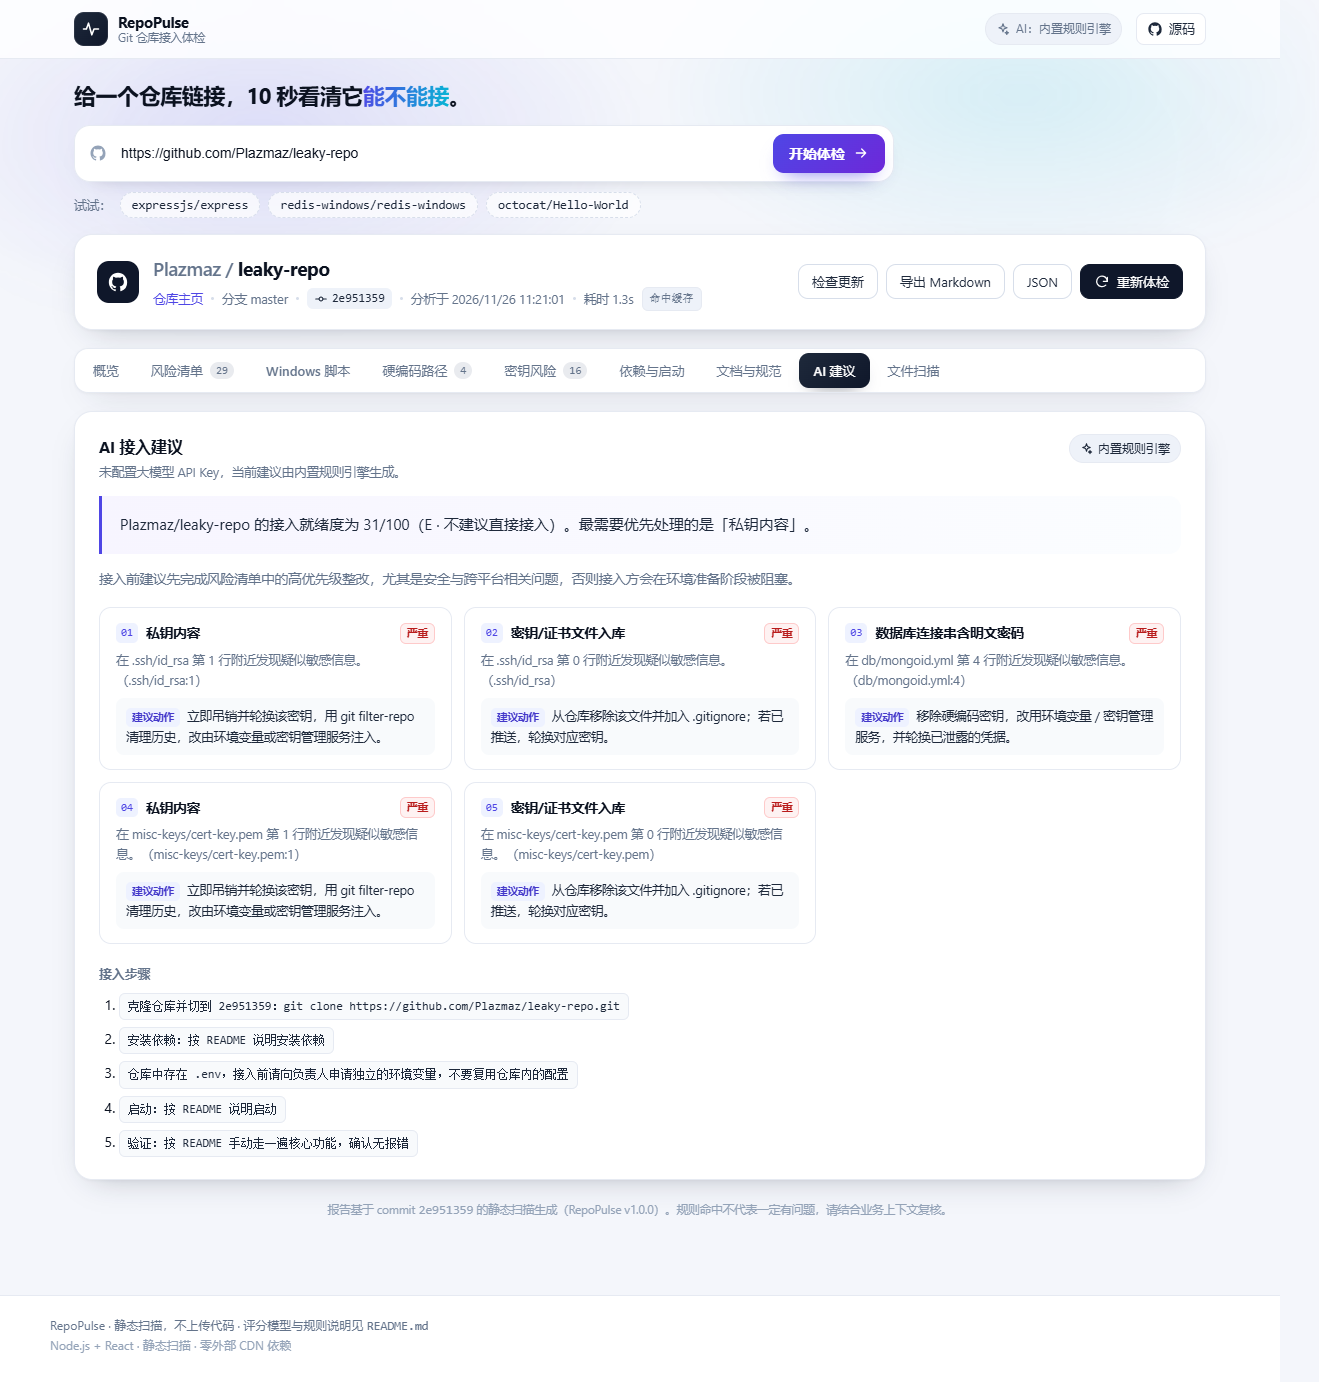 RepoPulse
Git 仓库接入体检
AI：内置规则引擎
源码
给一个仓库链接，10 秒看清它能不能接。
https://github.com/Plazmaz/leaky-repo
开始体检
试试：
expressjs/express
redis-windows/redis-windows
octocat/Hello-World
Plazmaz / leaky-repo
仓库主页 · 分支 master · 2e951359 · 分析于 2026/11/26 11:21:01 · 耗时 1.3s 命中缓存
检查更新
导出 Markdown
JSON
重新体检
概览
风险清单 29
Windows 脚本
硬编码路径 4
密钥风险 16
依赖与启动
文档与规范
AI 建议
文件扫描
AI 接入建议
内置规则引擎
未配置大模型 API Key，当前建议由内置规则引擎生成。
Plazmaz/leaky-repo 的接入就绪度为 31/100（E · 不建议直接接入）。最需要优先处理的是「私钥内容」。
接入前建议先完成风险清单中的高优先级整改，尤其是安全与跨平台相关问题，否则接入方会在环境准备阶段被阻塞。
01 私钥内容 严重
在 .ssh/id_rsa 第 1 行附近发现疑似敏感信息。
（.ssh/id_rsa:1）
建议动作 立即吊销并轮换该密钥，用 git filter-repo
清理历史，改由环境变量或密钥管理服务注入。
02 密钥/证书文件入库 严重
在 .ssh/id_rsa 第 0 行附近发现疑似敏感信息。
（.ssh/id_rsa）
建议动作 从仓库移除该文件并加入 .gitignore；若已
推送，轮换对应密钥。
03 数据库连接串含明文密码 严重
在 db/mongoid.yml 第 4 行附近发现疑似敏感信息。
（db/mongoid.yml:4）
建议动作 移除硬编码密钥，改用环境变量 / 密钥管理
服务，并轮换已泄露的凭据。
04 私钥内容 严重
在 misc-keys/cert-key.pem 第 1 行附近发现疑似敏感信
息。（misc-keys/cert-key.pem:1）
建议动作 立即吊销并轮换该密钥，用 git filter-repo
清理历史，改由环境变量或密钥管理服务注入。
05 密钥/证书文件入库 严重
在 misc-keys/cert-key.pem 第 0 行附近发现疑似敏感信
息。（misc-keys/cert-key.pem）
建议动作 从仓库移除该文件并加入 .gitignore；若已
推送，轮换对应密钥。
接入步骤
1. 克隆仓库并切到 2e951359：git clone https://github.com/Plazmaz/leaky-repo.git
2. 安装依赖：按 README 说明安装依赖
3. 仓库中存在 .env，接入前请向负责人申请独立的环境变量，不要复用仓库内的配置
4. 启动：按 README 说明启动
5. 验证：按 README 手动走一遍核心功能，确认无报错
报告基于 commit 2e951359 的静态扫描生成（RepoPulse v1.0.0）。规则命中不代表一定有问题，请结合业务上下文复核。
RepoPulse · 静态扫描，不上传代码 · 评分模型与规则说明见 README.md
Node.js + React · 静态扫描 · 零外部 CDN 依赖